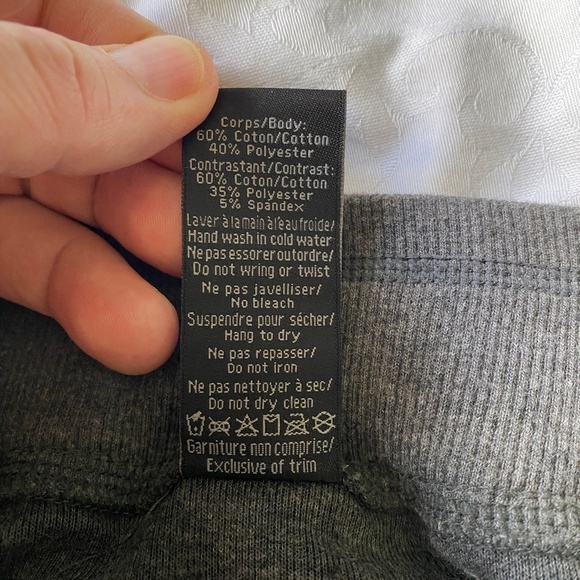 Corps/Body:
60% Coton/Cotton
40% Polyester
Contrastant/Contrast:
60% Coton/Cotton
35% Polyester
5% Spandex
Laver à la main à l'eau froide/
Hand wash in cold water
Ne pas essorer ou tordre/
Do not wring or twist
Ne pas javelliser/
No bleach
Suspendre pour sécher/
Hang to dry
Ne pas repasser/
Do not iron
Ne pas nettoyer à sec/
Do not dry clean
Garniture non comprise/
Exclusive of trim